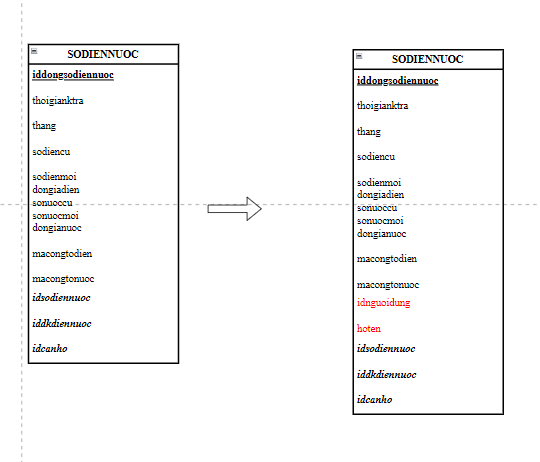 SODIENNUOC
iddongsodiennuoc
thoigianktra
thang
sodiencu
sodienmoi
dongiadien
sonuoccu
sonuocmoi
dongianuoc
macongtodien
macongtonuoc
idsodiennuoc
iddkdiennuoc
idcanho
SODIENNUOC
iddongsodiennuoc
thoigianktra
thang
sodiencu
sodienmoi
dongiadien
sonuoccu
sonuocmoi
dongianuoc
macongtodien
macongtonuoc
idnguoidung
hoten
idsodiennuoc
iddkdiennuoc
idcanho